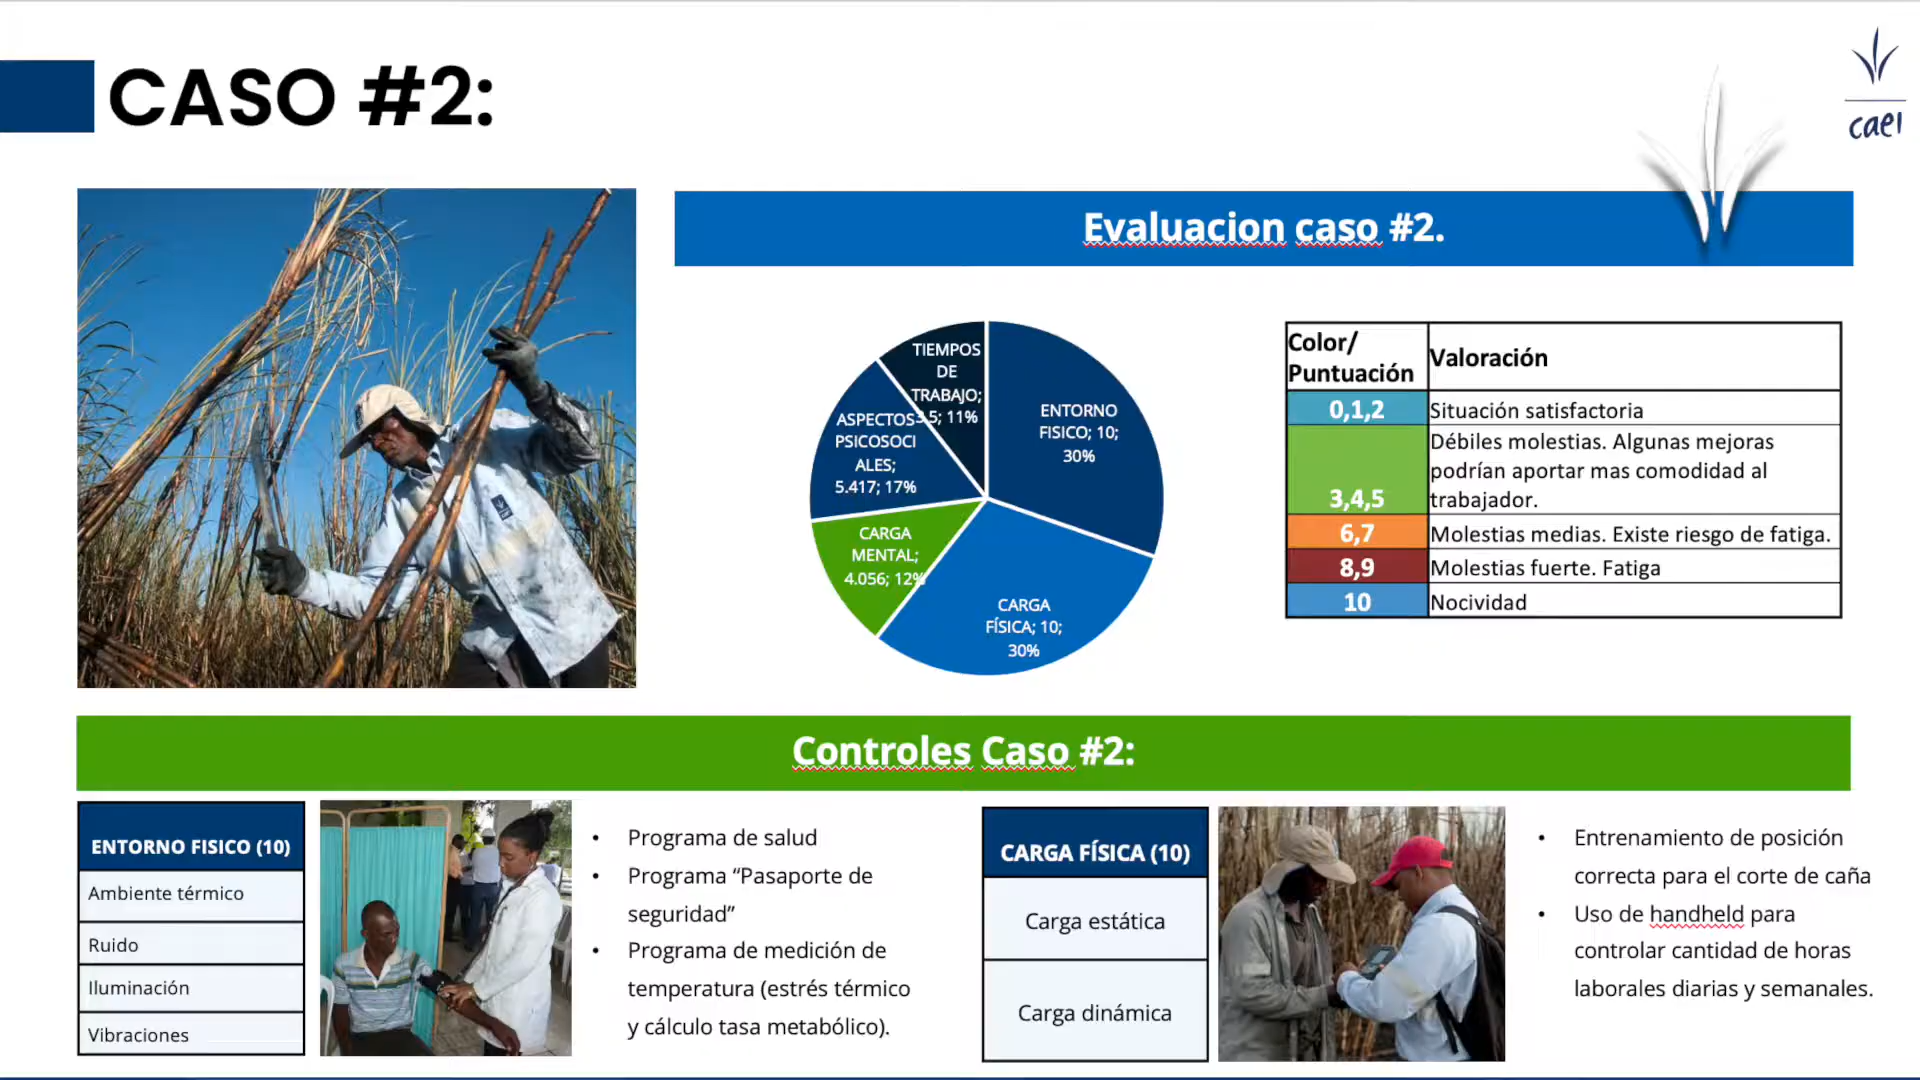 CASO #2:
caei
Evaluacion caso #2.
TIEMPOS
DE
TRABAJO;
3.5; 11%
ENTORNO
FISICO; 10;
30%
ASPECTOS
PSICOSOCI
ALES;
5.417; 17%
CARGA
MENTAL;
4.056; 12%
CARGA
FÍSICA; 10;
30%
Color/
Puntuación
Valoración
0,1,2
Situación satisfactoria
3,4,5
Débiles molestias. Algunas mejoras
podrían aportar mas comodidad al
trabajador.
6,7
Molestias medias. Existe riesgo de fatiga.
8,9
Molestias fuerte. Fatiga
10
Nocividad
Controles Caso #2:
ENTORNO FISICO (10)
Ambiente térmico
Ruido
Iluminación
Vibraciones
• Programa de salud
• Programa “Pasaporte de
seguridad”
• Programa de medición de
temperatura (estrés térmico
y cálculo tasa metabólico).
CARGA FÍSICA (10)
Carga estática
Carga dinámica
• Entrenamiento de posición
correcta para el corte de caña
• Uso de handheld para
controlar cantidad de horas
laborales diarias y semanales.